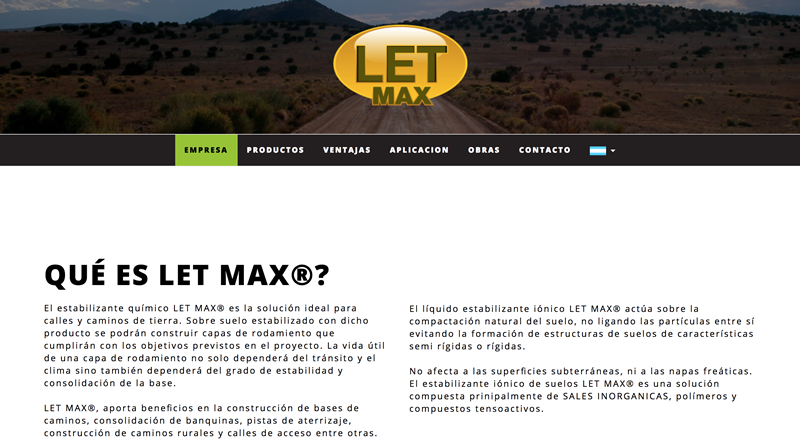 LET
MAX
EMPRESA PRODUCTOS VENTAJAS APLICACION OBRAS CONTACTO
QUÉ ES LET MAX®?
El estabilizante químico LET MAX® es la solución ideal para
calles y caminos de tierra. Sobre suelo estabilizado con dicho
producto se podrán construir capas de rodamiento que
cumplirán con los objetivos previstos en el proyecto. La vida útil
de una capa de rodamiento no solo dependerá del tránsito y el
clima sino también dependerá del grado de estabilidad y
consolidación de la base.
LET MAX®, aporta beneficios en la construcción de bases de
caminos, consolidación de banquinas, pistas de aterrizaje,
construcción de caminos rurales y calles de acceso entre otras.
El líquido estabilizante iónico LET MAX® actúa sobre la
compactación natural del suelo, no ligando las partículas entre sí
evitando la formación de estructuras de suelos de características
semi rígidas o rígidas.
No afecta a las superficies subterráneas, ni a las napas freáticas.
El estabilizante iónico de suelos LET MAX® es una solución
compuesta prinipalmente de SALES INORGANICAS, polímeros y
compuestos tensoactivos.